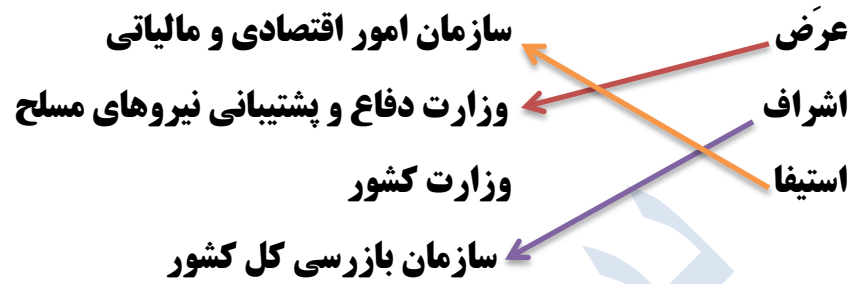 عرَض سازمان امور اقتصادی و مالیاتی
اشراف وزارت دفاع و پشتیبانی نیروهای مسلح
استیفا وزارت کشور
سازمان بازرسی کل کشور